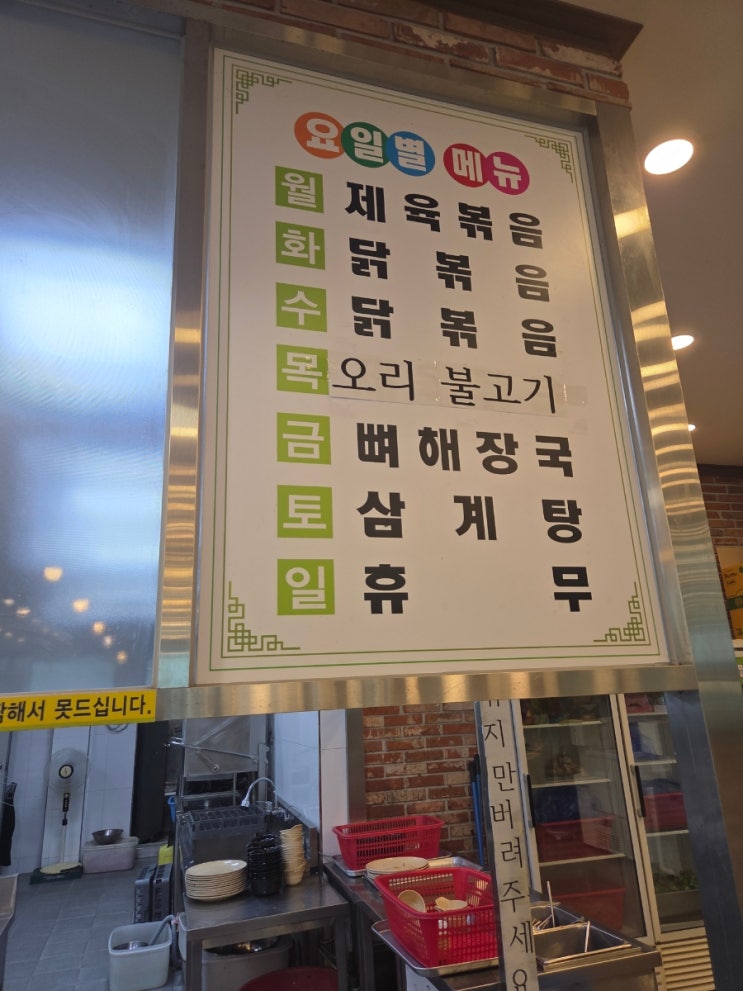 요일별 메뉴
월 제육볶음
화 닭볶음
수 닭볶음
목 오리 불고기
금 뼈해장국
토 삼계탕
일 휴무
해서 못드십니다.
지만버려주세요